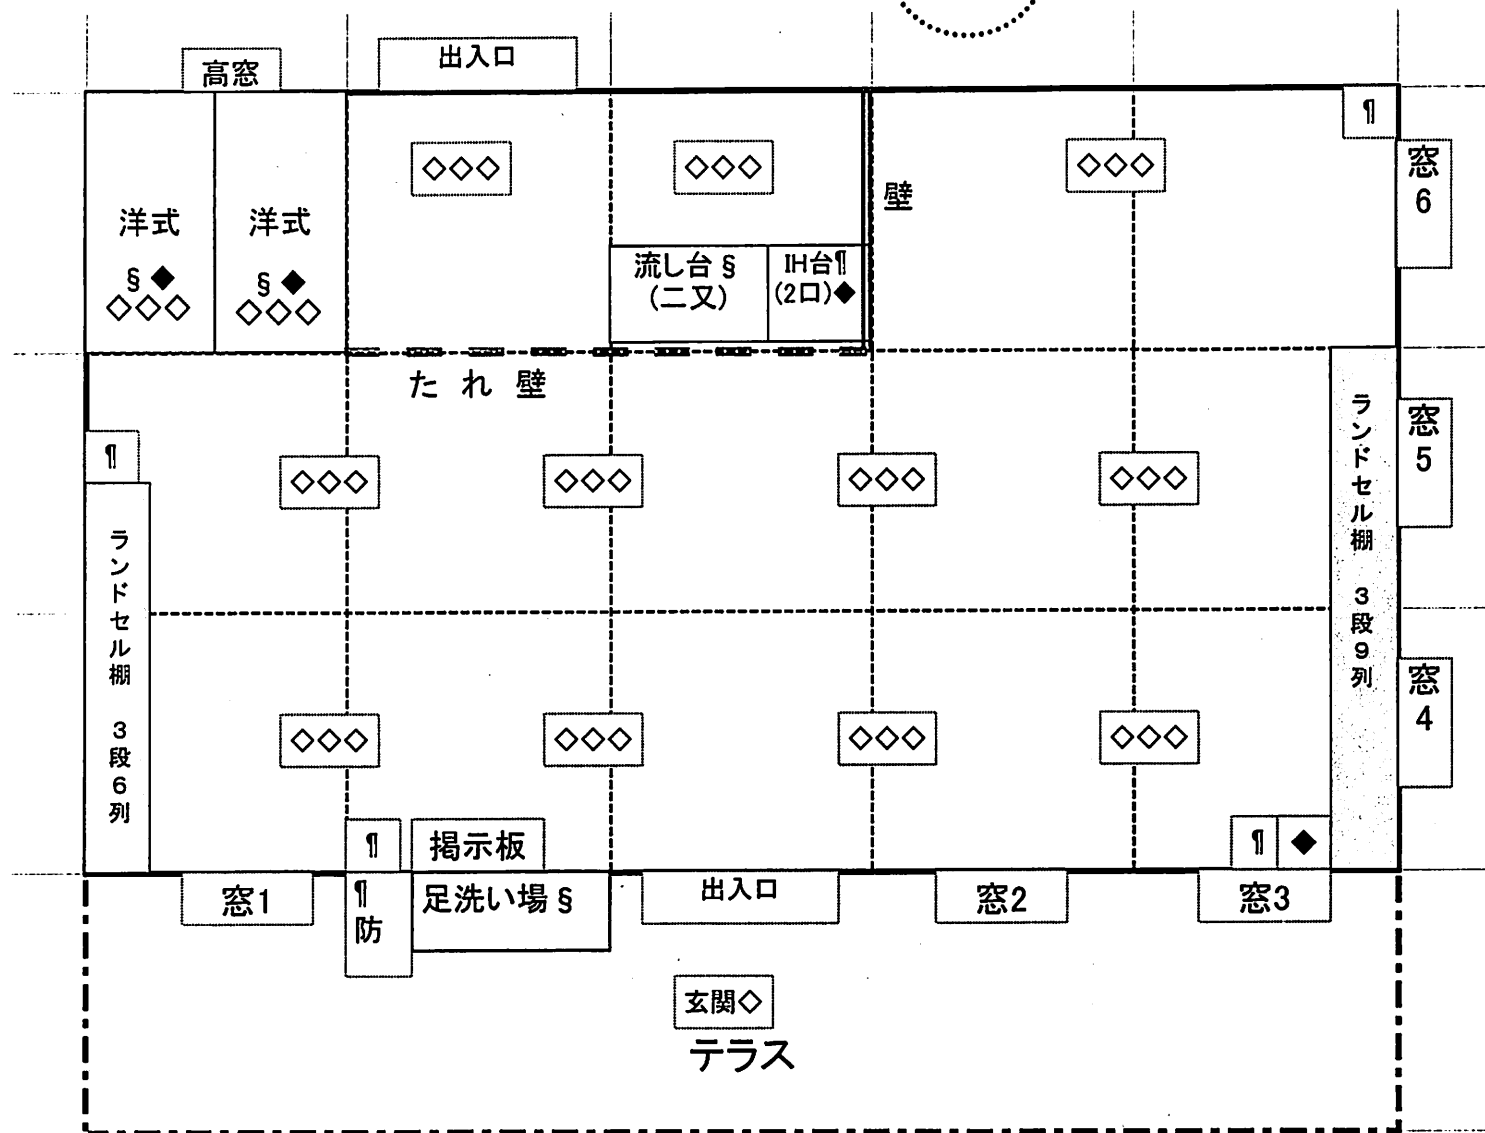 高窓
出入口
¶
◇◇◇
◇◇◇
◇◇◇
窓
6
壁
洋式
§◆
◇◇◇
洋式
§◆
◇◇◇
流し台§
(二又)
IH台¶
(2口)◆
たれ壁
ランドセル棚 3段9列
窓
5
¶
◇◇◇
◇◇◇
◇◇◇
◇◇◇
ランドセル棚 3段6列
窓
4
◇◇◇
◇◇◇
◇◇◇
◇◇◇
¶
掲示板
¶
◆
窓1
¶
防
足洗い場§
出入口
窓2
窓3
玄関◇
テラス